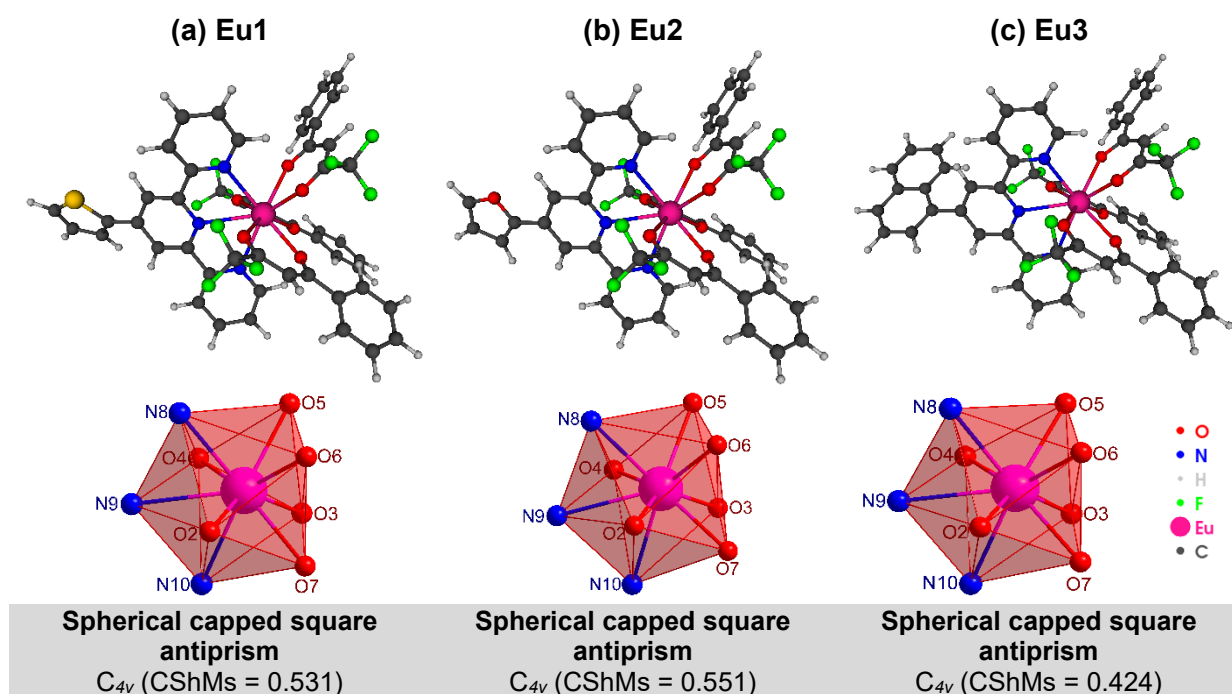 (a) Eu1
(b) Eu2
(c) Eu3
N8
O5
O4
O6
N9
O3
O2
N10
O7
N8
O5
O6
O4
N9
O3
O2
N10
O7
N8
O5
O4
O6
N9
O3
O2
N10
O7
O
N
H
F
Eu
C
Spherical capped square
antiprism
C4v (CShMs = 0.531)
Spherical capped square
antiprism
C4v (CShMs = 0.551)
Spherical capped square
antiprism
C4v (CShMs = 0.424)